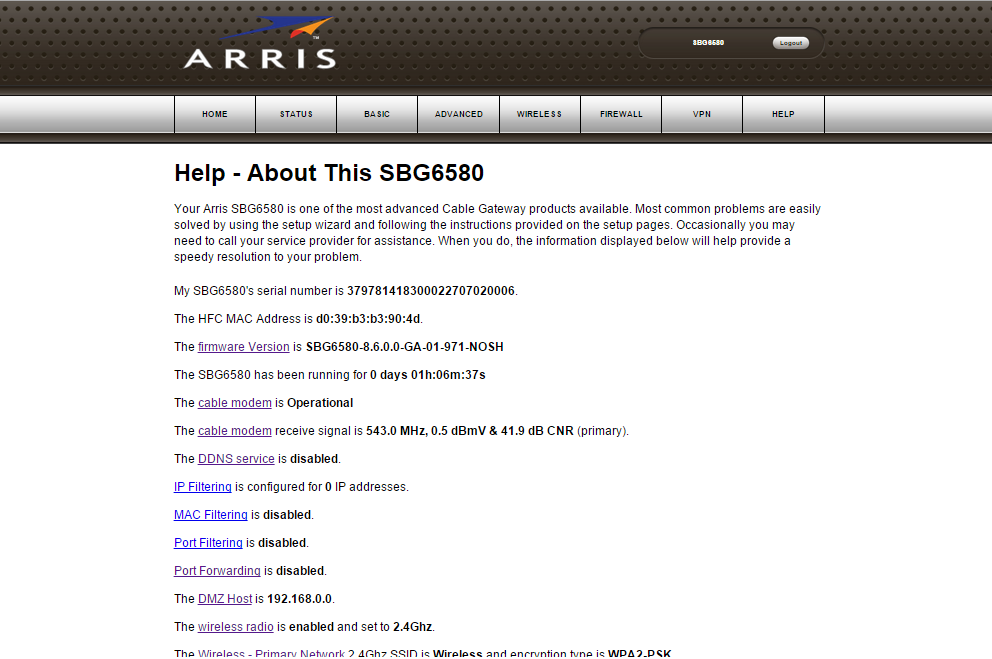 ARRIS™
SBG6580
Logout
HOME STATUS BASIC ADVANCED WIRELESS FIREWALL VPN HELP
Help - About This SBG6580
Your Arris SBG6580 is one of the most advanced Cable Gateway products available. Most common problems are easily
solved by using the setup wizard and following the instructions provided on the setup pages. Occasionally you may
need to call your service provider for assistance. When you do, the information displayed below will help provide a
speedy resolution to your problem.
My SBG6580's serial number is 379781418300022707020006.
The HFC MAC Address is d0:39:b3:b3:90:4d.
The firmware Version is SBG6580-8.6.0.0-GA-01-971-NOSH
The SBG6580 has been running for 0 days 01h:06m:37s
The cable modem is Operational
The cable modem receive signal is 543.0 MHz, 0.5 dBmV & 41.9 dB CNR (primary).
The DDNS service is disabled.
IP Filtering is configured for 0 IP addresses.
MAC Filtering is disabled.
Port Filtering is disabled.
Port Forwarding is disabled.
The DMZ Host is 192.168.0.0.
The wireless radio is enabled and set to 2.4Ghz.
The Wireless - Primary Network 2.4Ghz SSID is Wireless and encryption type is WPA2-PSK